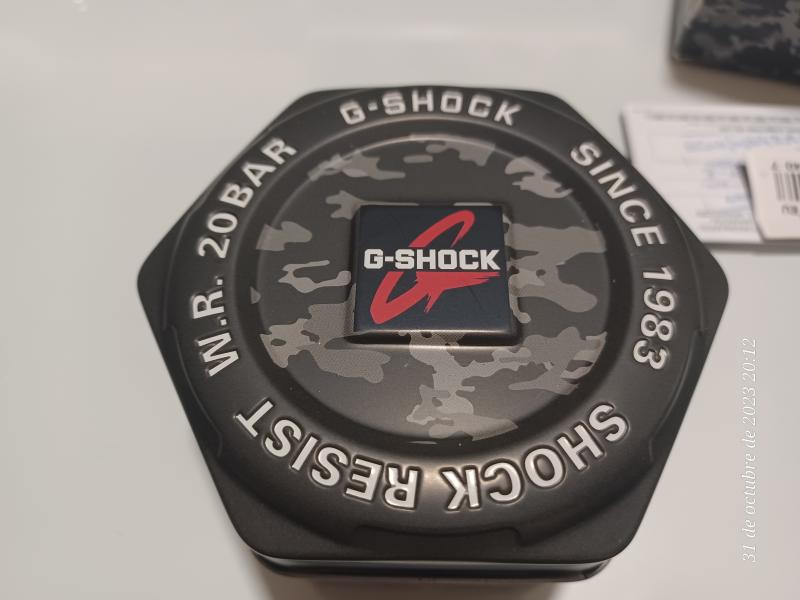 G-SHOCK
SINCE 1983
SHOCK RESIST
W.R. 20BAR
G-SHOCK
31 de octubre de 2023 20:12